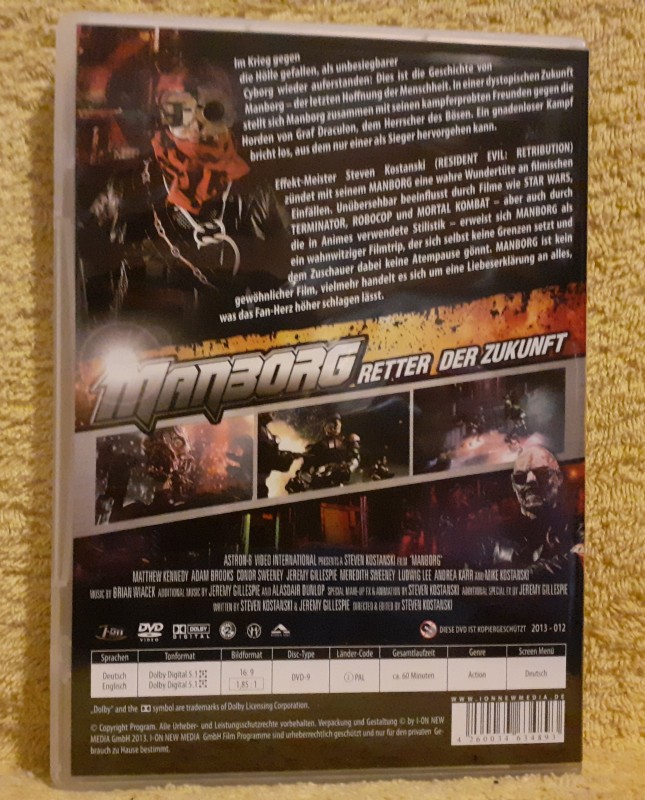 Im Krieg gegen
die Hölle gefallen, als unbesiegbarer
Cyborg wieder auferstanden: Dies ist die Geschichte von
Manborg – der letzten Hoffnung der Menschheit. In einer dystopischen Zukunft
stellt sich Manborg zusammen mit seinen kampferprobten Freunden gegen die
Horden von Graf Draculon, dem Herrscher des Bösen. Ein gnadenloser Kampf
bricht los, aus dem nur einer als Sieger hervorgehen kann.
Effekt-Meister Steven Kostanski (RESIDENT EVIL: RETRIBUTION)
zündet mit seinem MANBORG eine wahre Wundertüte an filmischen
Einfällen. Unübersehbar beeinflusst durch Filme wie STAR WARS,
TERMINATOR, ROBOCOP und MORTAL KOMBAT – aber auch durch
die in Animes verwendete Stilistik – erweist sich MANBORG als
ein wahnwitziger Filmtrip, der sich selbst keine Grenzen setzt und
dem Zuschauer dabei keine Atempause gönnt. MANBORG ist kein
gewöhnlicher Film, vielmehr handelt es sich um eine Liebeserklärung an alles,
was das Fan-Herz höher schlagen lässt.
MANBORG RETTER DER ZUKUNFT
ASTRON-6 VIDEO INTERNATIONAL PRESENTS A STEVEN KOSTANSKI FILM "MANBORG"
MATTHEW KENNEDY ADAM BROOKS CONOR SWEENEY JEREMY GILLESPIE MEREDITH SWEENEY LUDWIG LEE ANDREA KARR AND MIKE KOSTANSKI
MUSIC BY BRIAN WIACEK ADDITIONAL MUSIC BY JEREMY GILLESPIE AND ALASDAIR DUNLOP SPECIAL MAKE-UP FX & ANIMATION BY STEVEN KOSTANSKI ADDITIONAL SPECIAL FX BY JEREMY GILLESPIE
WRITTEN BY STEVEN KOSTANSKI & JEREMY GILLESPIE DIRECTED & EDITED BY STEVEN KOSTANSKI
DVD VIDEO DOLBY DIGITAL DIESE DVD IST KOPIERGESCHÜTZT 2013 - 012
Sprachen Tonformat Bildformat Disc-Type Länder-Code Gesamtlaufzeit Genre Screen Menü
Deutsch Dolby Digital 5.1 16: 9 DVD-9 PAL ca. 60 Minuten Action Deutsch
Englisch Dolby Digital 5.1 1,85 : 1
„Dolby" and the symbol are trademarks of Dolby Licensing Corporation.
WWW.IONNEWMEDIA.DE
© Copyright Program. Alle Urheber- und Leistungsschutzrechte vorbehalten. Verpackung und Gestaltung © by I-ON NEW
MEDIA GmbH 2013. I-ON NEW MEDIA GmbH Film Programme sind urheberrechtlich geschützt und nur für den privaten Ge-
brauch zu Hause bestimmt.
4 260034 634893